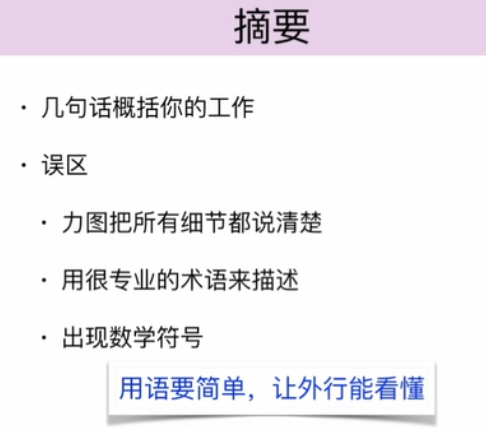 摘要
· 几句话概括你的工作
· 误区
· 力图把所有细节都说清楚
· 用很专业的术语来描述
· 出现数学符号
用语要简单，让外行能看懂